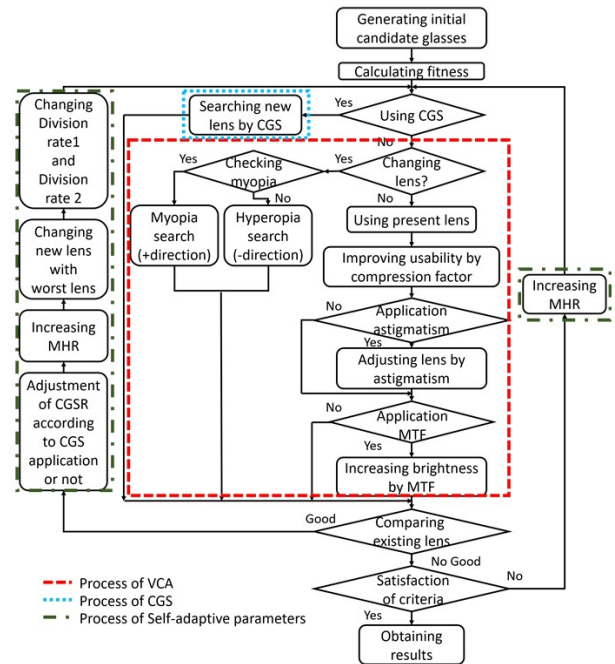 Generating initial
candidate glasses
Calculating fitness
Using CGS
Yes
No
Searching new
lens by CGS
Changing
lens?
Yes
No
Checking
myopia
Yes
No
Myopia
search
(+direction)
Hyperopia
search
(-direction)
Using present lens
Improving usability by
compression factor
Application
astigmatism
No
Yes
Adjusting lens by
astigmatism
Application
MTF
No
Yes
Increasing brightness
by MTF
Comparing
existing lens
Good
No Good
Satisfaction
of criteria
No
Yes
Obtaining
results
Increasing
MHR
Changing
Division
rate1
and
Division
rate 2
Changing
new lens
with
worst lens
Increasing
MHR
Adjustment
of CGSR
according
to CGS
application
or not
Process of VCA
Process of CGS
Process of Self-adaptive parameters